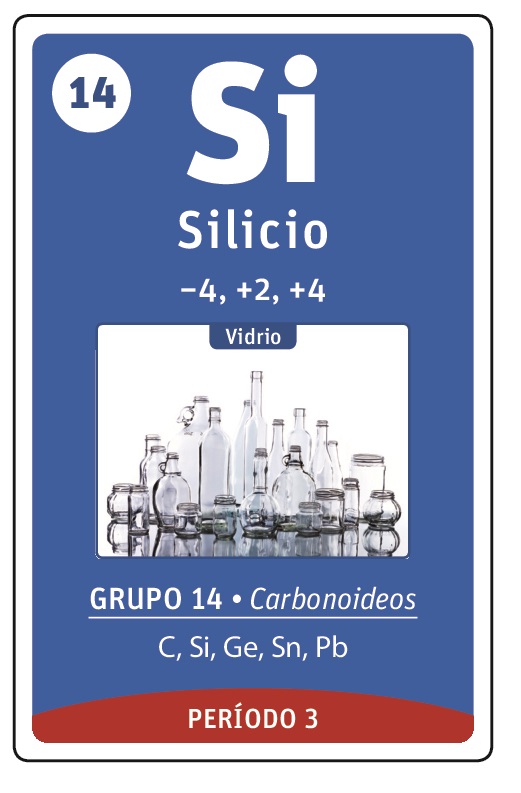 14
Si
Silicio
−4, +2, +4
Vidrio
GRUPO 14 • Carbonoideos
C, Si, Ge, Sn, Pb
PERÍODO 3